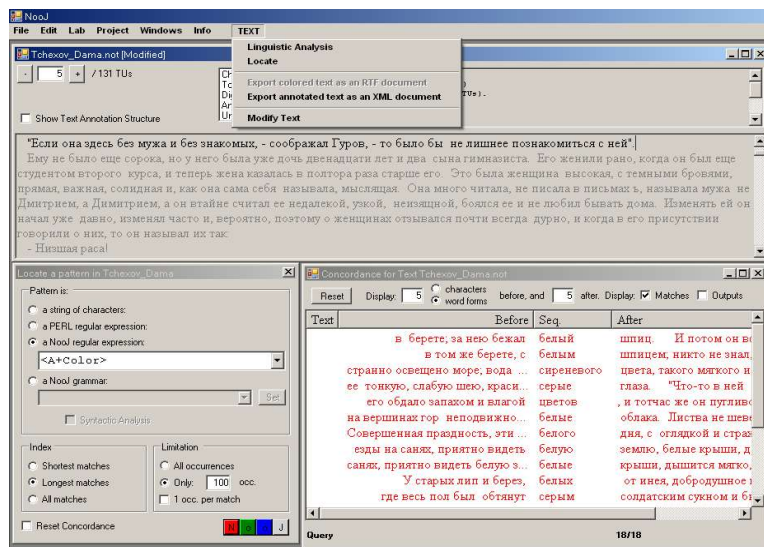 NooJ
File Edit Lab Project Windows Info TEXT
Linguistic Analysis
Locate
Export colored text as an RTF document
Export annotated text as an XML document
Modify Text
Tchexov_Dama.not [Modified]
- 5 + / 131 TUs
Show Text Annotation Structure
"Если она здесь без мужа и без знакомых, - соображал Гуров, - то было бы не лишнее познакомиться с ней".
Ему не было еще сорока, но у него была уже дочь двенадцати лет и два сына гимназиста. Его женили рано, когда он был еще
студентом второго курса, и теперь жена казалась в полтора раза старше его. Это была женщина высокая, с темными бровями,
прямая, важная, солидная и, как она сама себя называла, мыслящая. Она много читала, не писала в письмах ъ, называла мужа не
Дмитрием, а Димитрием, а он втайне считал ее недалекой, узкой, неизящной, боялся ее и не любил бывать дома. Изменять ей он
начал уже давно, изменял часто и, вероятно, поэтому о женщинах отзывался почти всегда дурно, и когда в его присутствии
говорили о них, то он называл их так:
- Низшая раса!
Locate a pattern in Tchexov_Dama
Pattern is:
a string of characters:
a PERL regular expression:
a NooJ regular expression:
<A+Color>
a NooJ grammar:
Set
Syntactic Analysis
Index
Shortest matches
Longest matches
All matches
Limitation
All occurrences
Only: 100 occ.
1 occ. per match
Reset Concordance
N o o J
Concordance for Text Tchexov_Dama.not
Reset Display: 5 characters word forms before, and 5 after. Display: Matches Outputs
Text Before Seq. After
в берете; за нею бежал белый шпиц. И потом он во
в том же берете, с белым шпицем; никто не знал,
странно освещено море; вода ... сиреневого цвета, такого мягкого и
ее тонкую, слабую шею, краси... серые глаза. "Что-то в ней
его обдало запахом и влагой цветов , и тотчас же он пугливо
на вершинах гор неподвижно... белые облака. Листва не шеве
Совершенная праздность, эти ... белого дня, с оглядкой и страх
езды на санях, приятно видеть белую землю, белые крыши, д
санях, приятно видеть белую з... белые крыши, дышится мягко,
У старых лип и берез, белых от инея, добродушное
где весь пол был обтянут серым солдатским сукном и б
Query 18/18